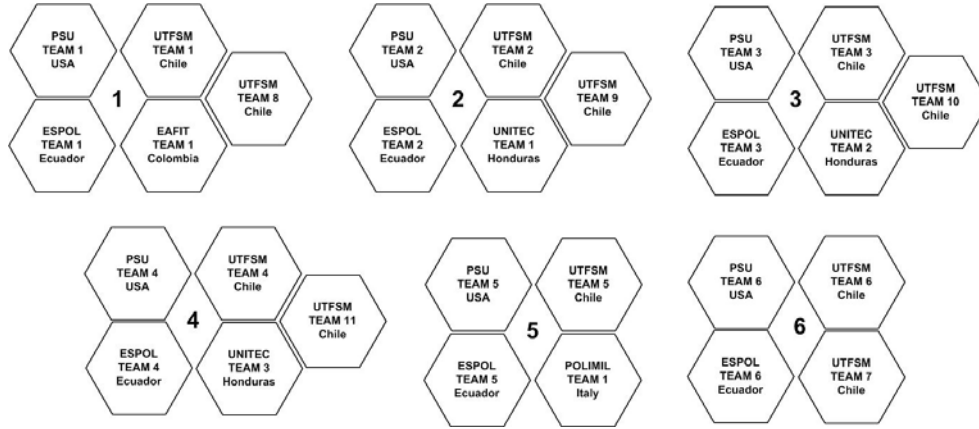 PSU
TEAM 1
USA
UTFSM
TEAM 1
Chile
UTFSM
TEAM 8
Chile
1
ESPOL
TEAM 1
Ecuador
EAFIT
TEAM 1
Colombia
PSU
TEAM 2
USA
UTFSM
TEAM 2
Chile
UTFSM
TEAM 9
Chile
2
ESPOL
TEAM 2
Ecuador
UNITEC
TEAM 1
Honduras
PSU
TEAM 3
USA
UTFSM
TEAM 3
Chile
UTFSM
TEAM 10
Chile
3
ESPOL
TEAM 3
Ecuador
UNITEC
TEAM 2
Honduras
PSU
TEAM 4
USA
UTFSM
TEAM 4
Chile
UTFSM
TEAM 11
Chile
4
ESPOL
TEAM 4
Ecuador
UNITEC
TEAM 3
Honduras
PSU
TEAM 5
USA
UTFSM
TEAM 5
Chile
5
ESPOL
TEAM 5
Ecuador
POLIMIL
TEAM 1
Italy
PSU
TEAM 6
USA
UTFSM
TEAM 6
Chile
6
ESPOL
TEAM 6
Ecuador
UTFSM
TEAM 7
Chile